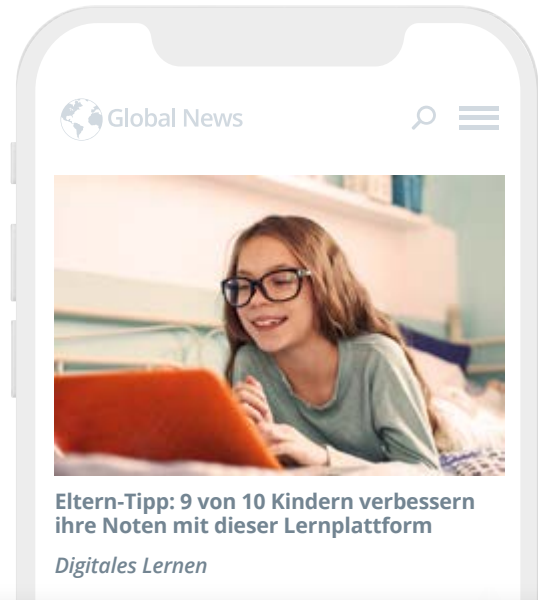 Global News
Eltern-Tipp: 9 von 10 Kindern verbessern
ihre Noten mit dieser Lernplattform
Digitales Lernen